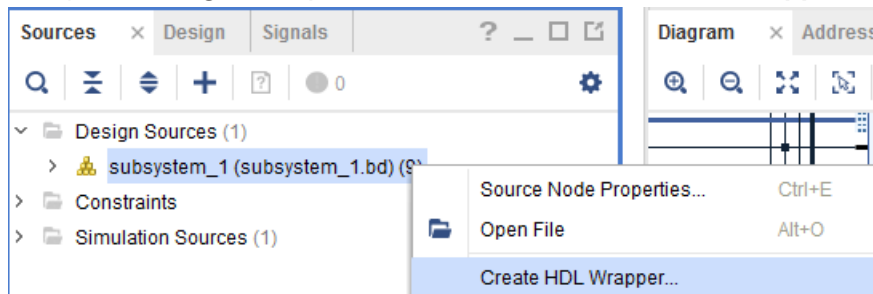 Sources × Design Signals ? Diagram × Address
0
Design Sources (1)
subsystem_1 (subsystem_1.bd) (9)
Source Node Properties... Ctrl+E
Constraints
Open File Alt+O
Simulation Sources (1)
Create HDL Wrapper...